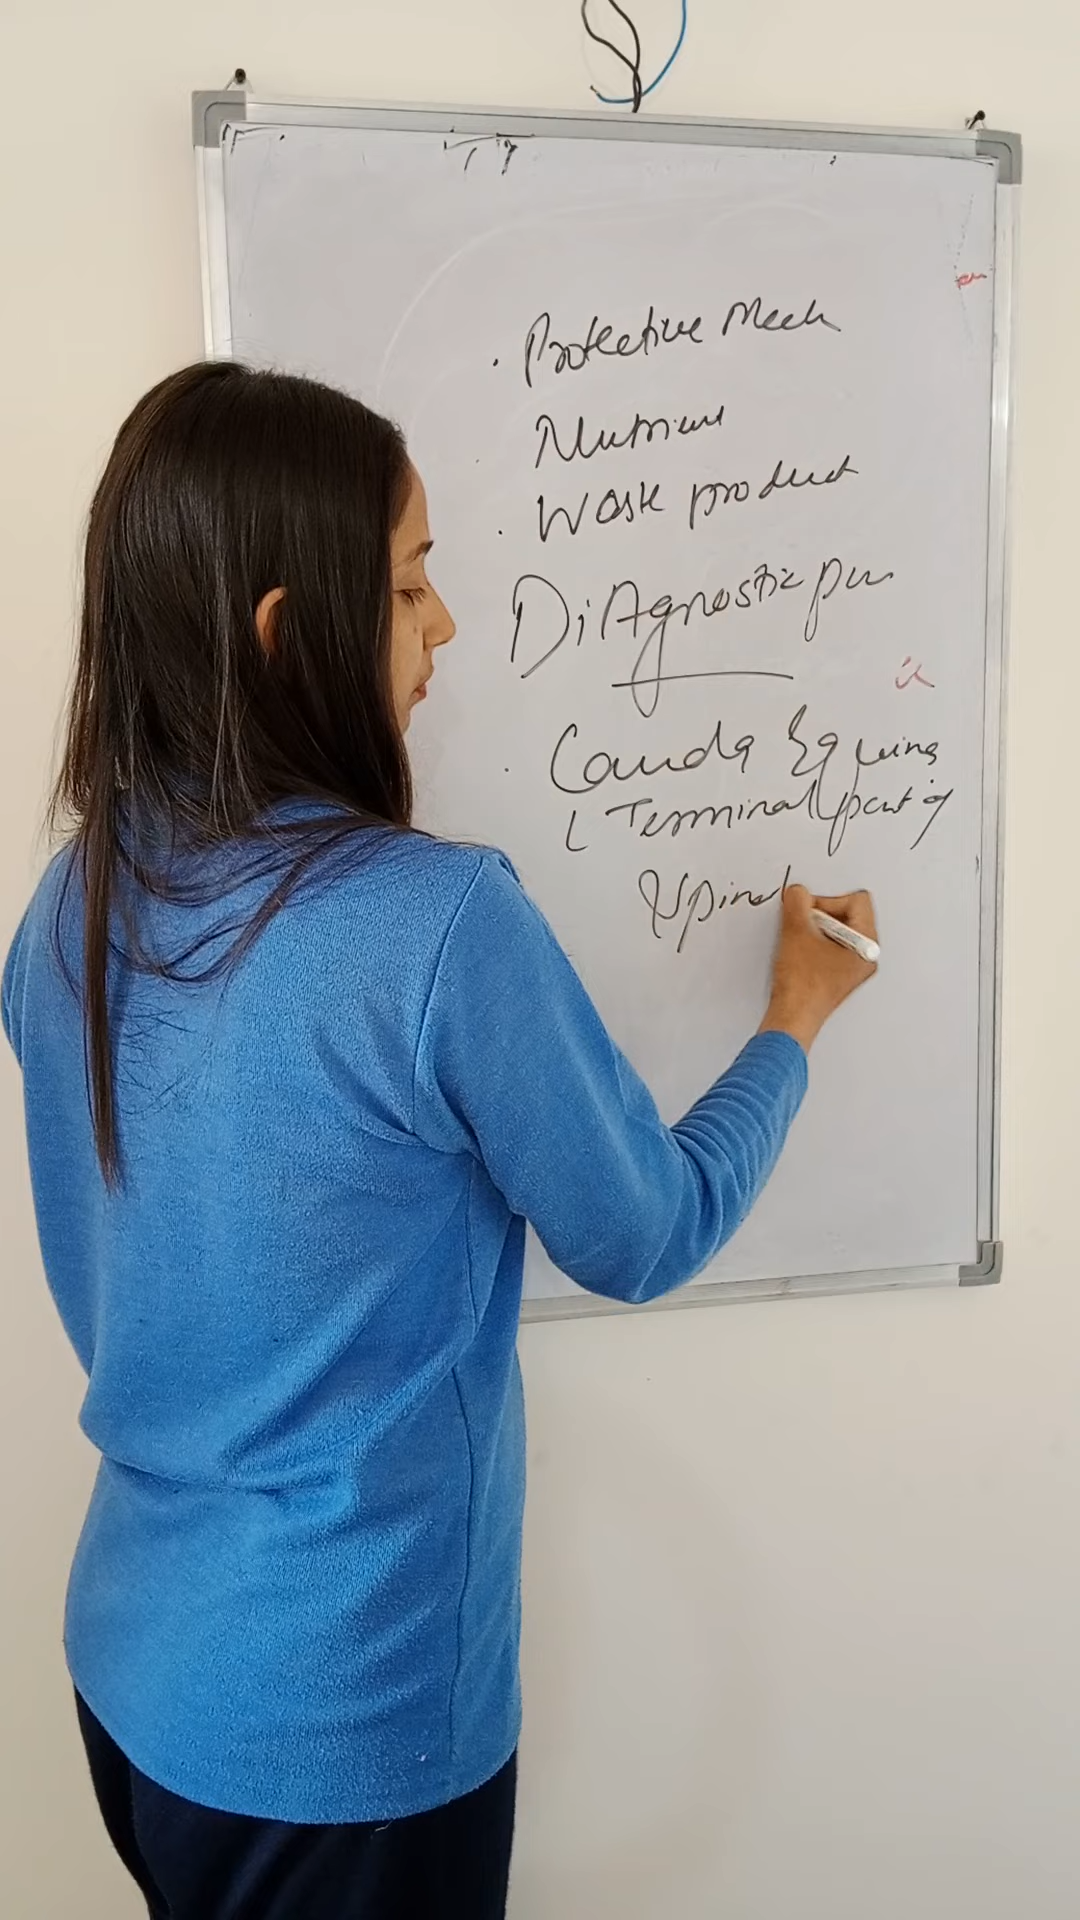 . Protective Mech
. Nutrient
. Waste product
DiAgnostic pur
. Cauda Equina
( Terminal part of
Spinal